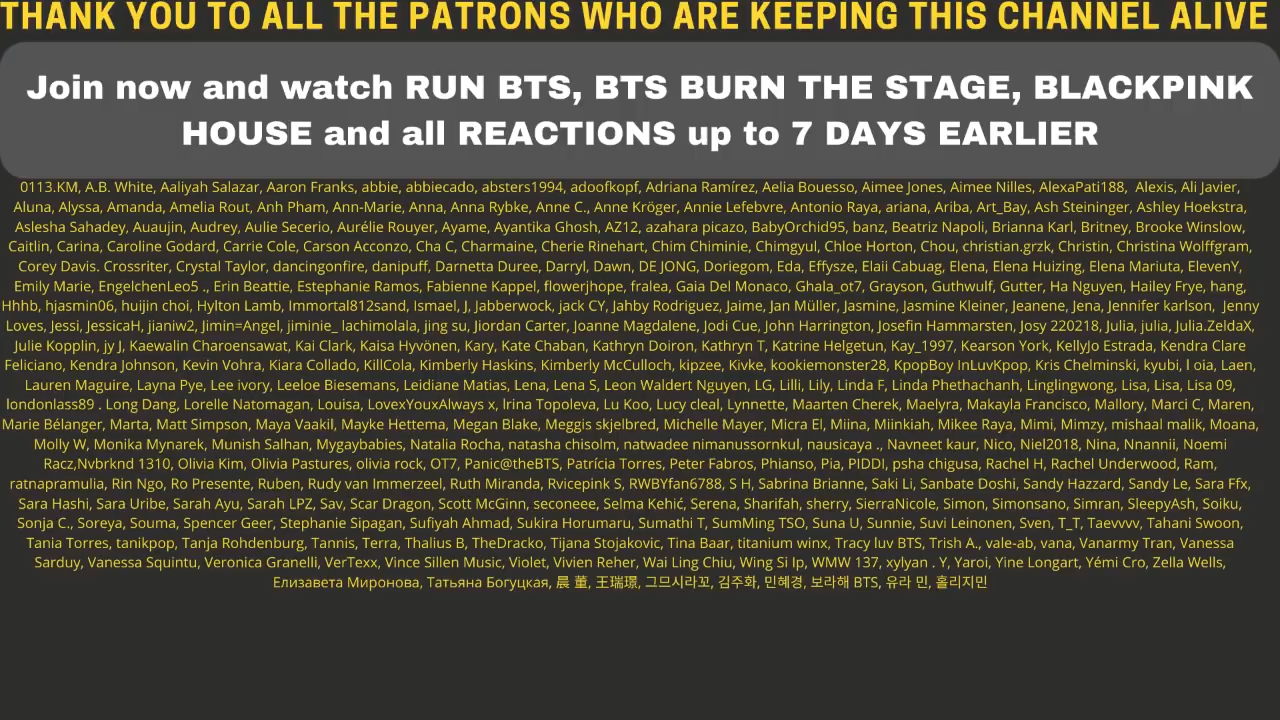 THANK YOU TO ALL THE PATRONS WHO ARE KEEPING THIS CHANNEL ALIVE
Join now and watch RUN BTS, BTS BURN THE STAGE, BLACKPINK
HOUSE and all REACTIONS up to 7 DAYS EARLIER
0113.KM, A.B. White, Aaliyah Salazar, Aaron Franks, abbie, abbiecado, absters1994, adoofkopf, Adriana Ramírez, Aelia Bouesso, Aimee Jones, Aimee Nilles, AlexaPati188, Alexis, Ali Javier,
Aluna, Alyssa, Amanda, Amelia Rout, Anh Pham, Ann-Marie, Anna, Anna Rybke, Anne C., Anne Kröger, Annie Lefebvre, Antonio Raya, ariana, Ariba, Art_Bay, Ash Steininger, Ashley Hoekstra,
Aslesha Sahadey, Auaujin, Audrey, Aulie Secerio, Aurélie Rouyer, Ayame, Ayantika Ghosh, AZ12, azahara picazo, BabyOrchid95, banz, Beatriz Napoli, Brianna Karl, Britney, Brooke Winslow,
Caitlin, Carina, Caroline Godard, Carrie Cole, Carson Acconzo, Cha C, Charmaine, Cherie Rinehart, Chim Chiminie, Chimgyul, Chloe Horton, Chou, christian.grzk, Christin, Christina Wolffgram,
Corey Davis. Crossriter, Crystal Taylor, dancingonfire, danipuff, Darnetta Duree, Darryl, Dawn, DE JONG, Doriegom, Eda, Effysze, Elaii Cabuag, Elena, Elena Huizing, Elena Mariuta, ElevenY,
Emily Marie, EngelchenLeo5 ., Erin Beattie, Estephanie Ramos, Fabienne Kappel, flowerjhope, fralea, Gaia Del Monaco, Ghala_ot7, Grayson, Guthwulf, Gutter, Ha Nguyen, Hailey Frye, hang,
Hhhb, hjasmin06, huijin choi, Hylton Lamb, Immortal812sand, Ismael, J, Jabberwock, jack CY, Jahby Rodriguez, Jaime, Jan Müller, Jasmine, Jasmine Kleiner, Jeanene, Jena, Jennifer karlson, Jenny
Loves, Jessi, JessicaH, jianiw2, Jimin=Angel, jiminie_ lachimolala, jing su, Jiordan Carter, Joanne Magdalene, Jodi Cue, John Harrington, Josefin Hammarsten, Josy 220218, Julia, julia, Julia.ZeldaX,
Julie Kopplin, jy J, Kaewalin Charoensawat, Kai Clark, Kaisa Hyvönen, Kary, Kate Chaban, Kathryn Doiron, Kathryn T, Katrine Helgetun, Kay_1997, Kearson York, KellyJo Estrada, Kendra Clare
Feliciano, Kendra Johnson, Kevin Vohra, Kiara Collado, KillCola, Kimberly Haskins, Kimberly McCulloch, kipzee, Kivke, kookiemonster28, KpopBoy InLuvKpop, Kris Chelminski, kyubi, l oia, Laen,
Lauren Maguire, Layna Pye, Lee ivory, Leeloe Biesemans, Leidiane Matias, Lena, Lena S, Leon Waldert Nguyen, LG, Lilli, Lily, Linda F, Linda Phethachanh, Linglingwong, Lisa, Lisa, Lisa 09,
londonlass89 . Long Dang, Lorelle Natomagan, Louisa, LovexYouxAlways x, lrina Topoleva, Lu Koo, Lucy cleal, Lynnette, Maarten Cherek, Maelyra, Makayla Francisco, Mallory, Marci C, Maren,
Marie Bélanger, Marta, Matt Simpson, Maya Vaakil, Mayke Hettema, Megan Blake, Meggis skjelbred, Michelle Mayer, Micra El, Miina, Miinkiah, Mikee Raya, Mimi, Mimzy, mishaal malik, Moana,
Molly W, Monika Mynarek, Munish Salhan, Mygaybabies, Natalia Rocha, natasha chisolm, natwadee nimanussornkul, nausicaya ., Navneet kaur, Nico, Niel2018, Nina, Nnannii, Noemi
Racz,Nvbrknd 1310, Olivia Kim, Olivia Pastures, olivia rock, OT7, Panic@theBTS, Patrícia Torres, Peter Fabros, Phianso, Pia, PIDDI, psha chigusa, Rachel H, Rachel Underwood, Ram,
ratnapramulia, Rin Ngo, Ro Presente, Ruben, Rudy van Immerzeel, Ruth Miranda, Rvicepink S, RWBYfan6788, S H, Sabrina Brianne, Saki Li, Sanbate Doshi, Sandy Hazzard, Sandy Le, Sara Ffx,
Sara Hashi, Sara Uribe, Sarah Ayu, Sarah LPZ, Sav, Scar Dragon, Scott McGinn, seconeee, Selma Kehić, Serena, Sharifah, sherry, SierraNicole, Simon, Simonsano, Simran, SleepyAsh, Soiku,
Sonja C., Soreya, Souma, Spencer Geer, Stephanie Sipagan, Sufiyah Ahmad, Sukira Horumaru, Sumathi T, SumMing TSO, Suna U, Sunnie, Suvi Leinonen, Sven, T_T, Taevvvv, Tahani Swoon,
Tania Torres, tanikpop, Tanja Rohdenburg, Tannis, Terra, Thalius B, TheDracko, Tijana Stojakovic, Tina Baar, titanium winx, Tracy luv BTS, Trish A., vale-ab, vana, Vanarmy Tran, Vanessa
Sarduy, Vanessa Squintu, Veronica Granelli, VerTexx, Vince Sillen Music, Violet, Vivien Reher, Wai Ling Chiu, Wing Si Ip, WMW 137, xylyan . Y, Yaroi, Yine Longart, Yémi Cro, Zella Wells,
Елизавета Миронова, Татьяна Богуцкая, 晨 董, 王瑞璟, 그므시라꼬, 김주화, 민혜경, 보라해 BTS, 유라 민, 홀리지민